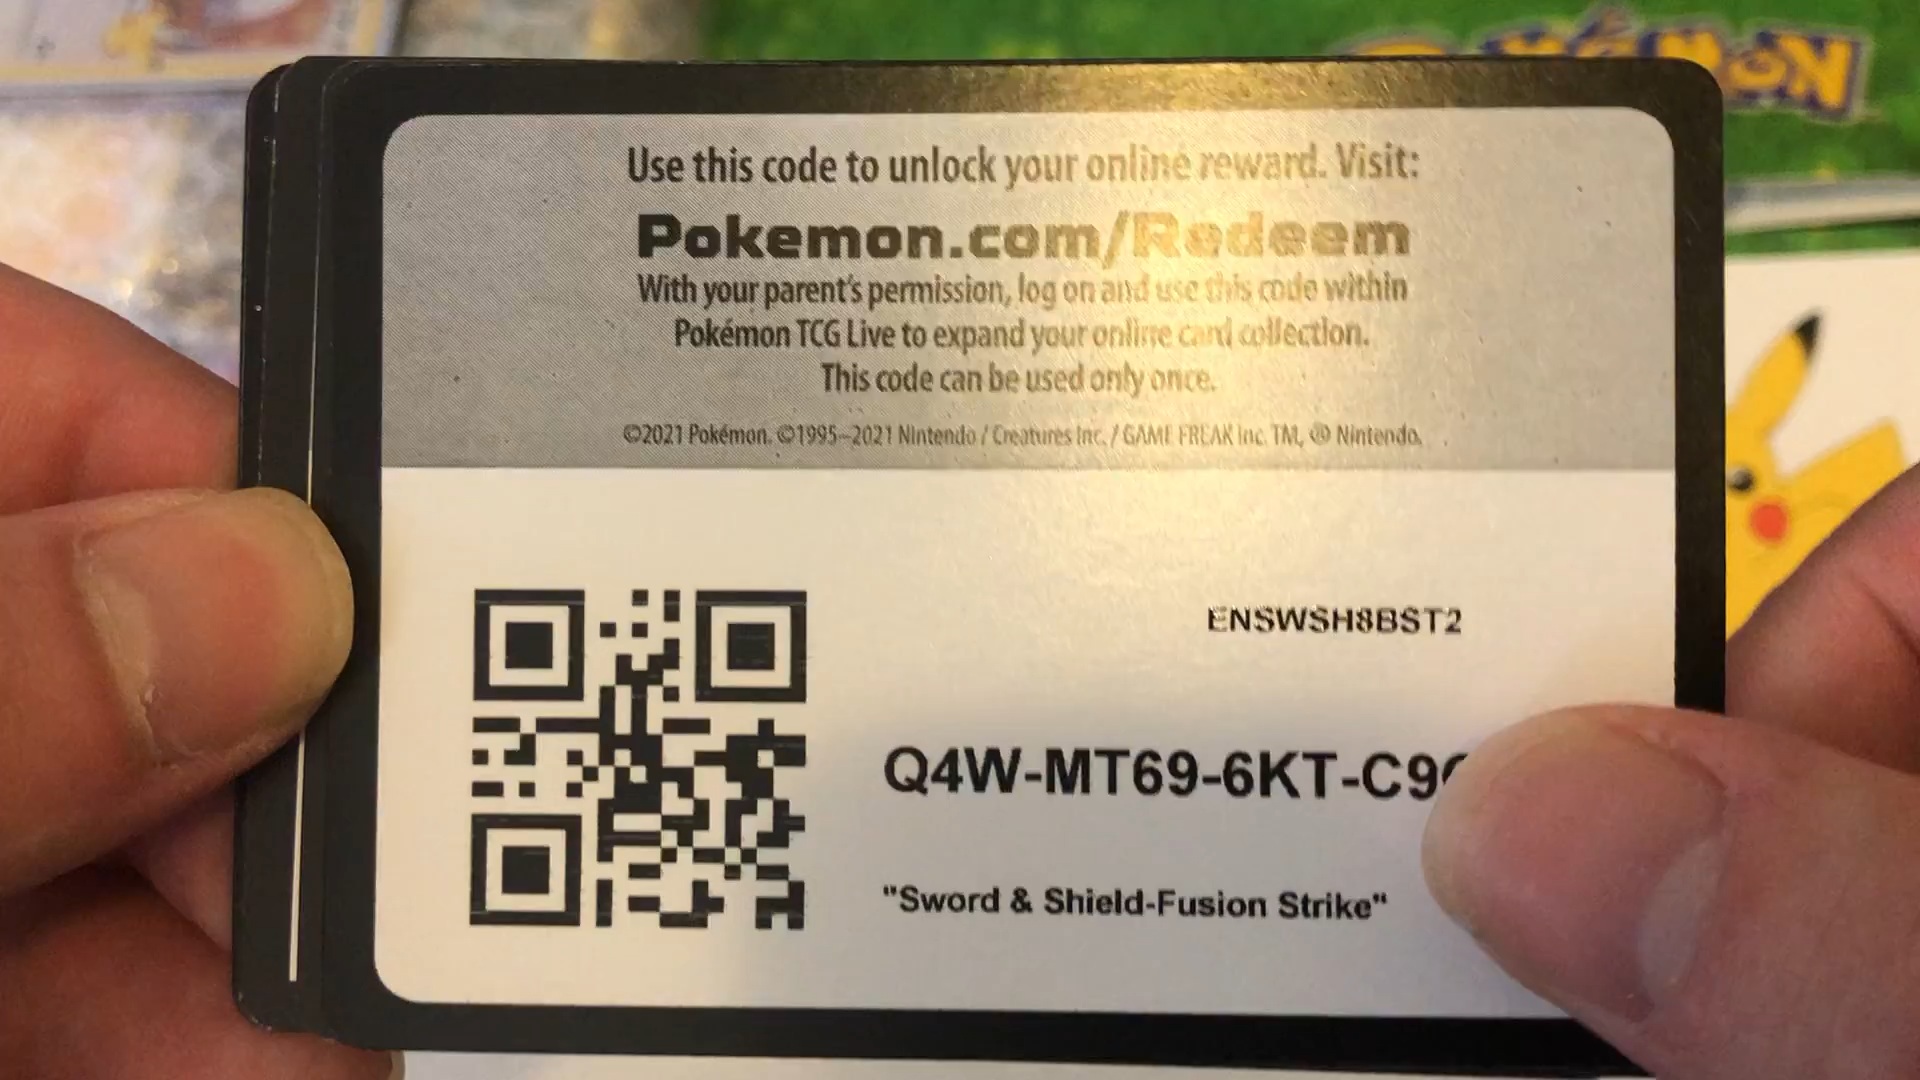 Pokémon
Use this code to unlock your online reward. Visit:
Pokemon.com/Redeem
With your parent's permission, log on and use this code within
Pokémon TCG Live to expand your online card collection.
This code can be used only once.
©2021 Pokémon. ©1995–2021 Nintendo / Creatures Inc. / GAME FREAK inc. TM, ® Nintendo.
ENSWSH8BST2
Q4W-MT69-6KT-C9
"Sword & Shield-Fusion Strike"